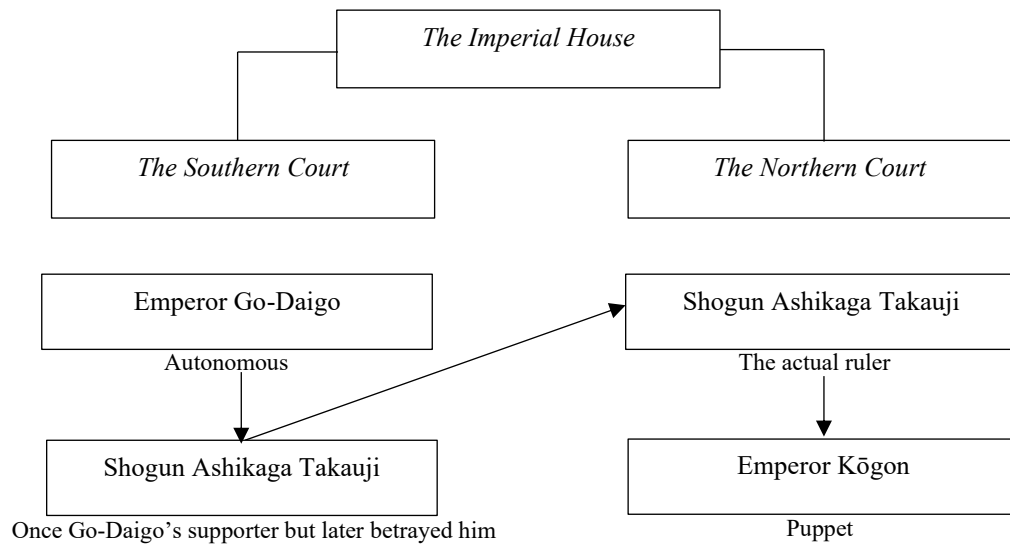 The Imperial House
The Southern Court
The Northern Court
Emperor Go-Daigo
Autonomous
Shogun Ashikaga Takauji
Once Go-Daigo’s supporter but later betrayed him
Shogun Ashikaga Takauji
The actual ruler
Emperor Kōgon
Puppet